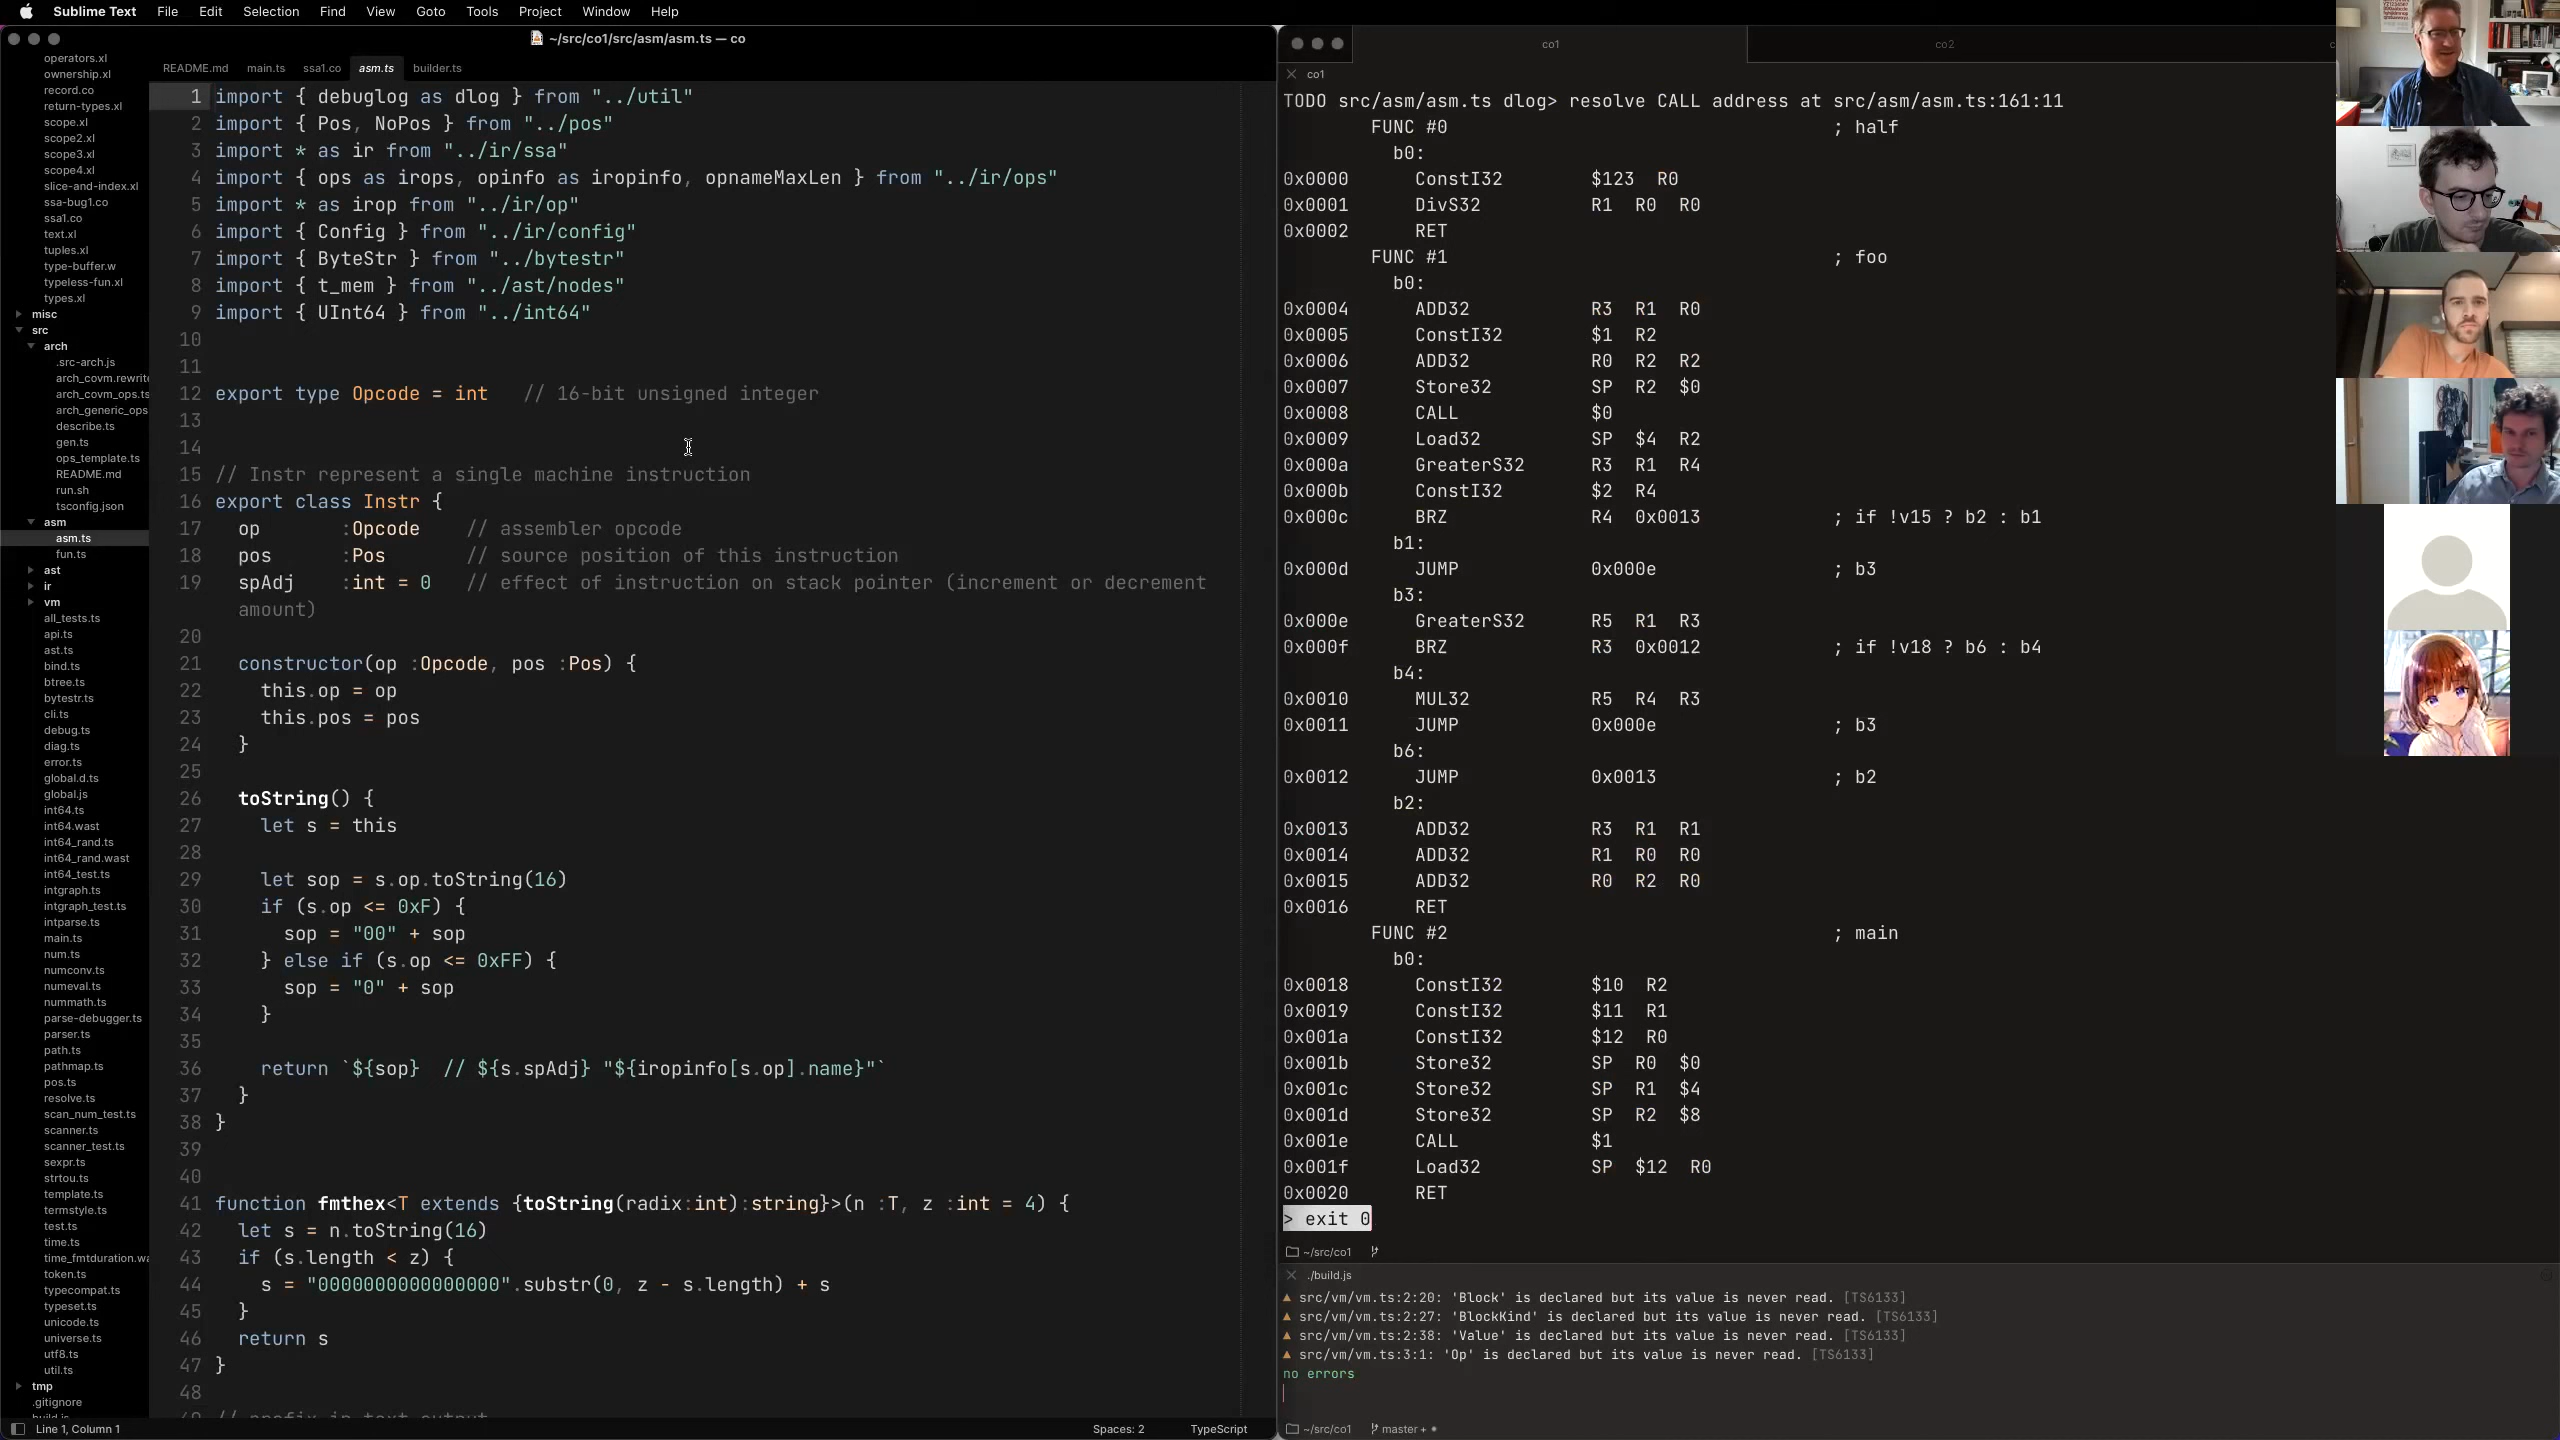 Sublime Text File Edit Selection Find View Goto Tools Project Window Help
~/src/co1/src/asm/asm.ts — co
operators.xl
ownership.xl
record.co
return-types.xl
scope.xl
scope2.xl
scope3.xl
scope4.xl
slice-and-index.xl
ssa-bug1.co
ssa1.co
text.xl
tuples.xl
type-buffer.w
typeless-fun.xl
types.xl
misc
src
arch
.src-arch.js
arch_covm.rewrite
arch_covm_ops.ts
arch_generic_ops
describe.ts
gen.ts
ops_template.ts
README.md
run.sh
tsconfig.json
asm
asm.ts
fun.ts
ast
ir
vm
all_tests.ts
api.ts
ast.ts
bind.ts
btree.ts
bytestr.ts
cli.ts
debug.ts
diag.ts
error.ts
global.d.ts
global.js
int64.ts
int64.wast
int64_rand.ts
int64_rand.wast
int64_test.ts
intgraph.ts
intgraph_test.ts
intparse.ts
main.ts
num.ts
numconv.ts
numeval.ts
nummath.ts
parse-debugger.ts
parser.ts
path.ts
pathmap.ts
pos.ts
resolve.ts
scan_num_test.ts
scanner.ts
scanner_test.ts
sexpr.ts
strtou.ts
template.ts
termstyle.ts
test.ts
time.ts
time_fmtduration.wa
token.ts
typecompat.ts
typeset.ts
unicode.ts
universe.ts
utf8.ts
util.ts
tmp
.gitignore
build.js
README.md main.ts ssa1.co asm.ts builder.ts
1 import { debuglog as dlog } from "../util"
2 import { Pos, NoPos } from "../pos"
3 import * as ir from "../ir/ssa"
4 import { ops as irops, opinfo as iropinfo, opnameMaxLen } from "../ir/ops"
5 import * as irop from "../ir/op"
6 import { Config } from "../ir/config"
7 import { ByteStr } from "../bytestr"
8 import { t_mem } from "../ast/nodes"
9 import { UInt64 } from "../int64"
10
11
12 export type Opcode = int // 16-bit unsigned integer
13
14
15 // Instr represent a single machine instruction
16 export class Instr {
17 op :Opcode // assembler opcode
18 pos :Pos // source position of this instruction
19 spAdj :int = 0 // effect of instruction on stack pointer (increment or decrement
amount)
20
21 constructor(op :Opcode, pos :Pos) {
22 this.op = op
23 this.pos = pos
24 }
25
26 toString() {
27 let s = this
28
29 let sop = s.op.toString(16)
30 if (s.op <= 0xF) {
31 sop = "00" + sop
32 } else if (s.op <= 0xFF) {
33 sop = "0" + sop
34 }
35
36 return `${sop} // ${s.spAdj} "${iropinfo[s.op].name}"`
37 }
38 }
39
40
41 function fmthex<T extends {toString(radix:int):string}>(n :T, z :int = 4) {
42 let s = n.toString(16)
43 if (s.length < z) {
44 s = "0000000000000000".substr(0, z - s.length) + s
45 }
46 return s
47 }
48
Line 1, Column 1 Spaces: 2 TypeScript
co1 co2
co1
TODO src/asm/asm.ts dlog> resolve CALL address at src/asm/asm.ts:161:11
FUNC #0 ; half
b0:
0x0000 ConstI32 $123 R0
0x0001 DivS32 R1 R0 R0
0x0002 RET
FUNC #1 ; foo
b0:
0x0004 ADD32 R3 R1 R0
0x0005 ConstI32 $1 R2
0x0006 ADD32 R0 R2 R2
0x0007 Store32 SP R2 $0
0x0008 CALL $0
0x0009 Load32 SP $4 R2
0x000a GreaterS32 R3 R1 R4
0x000b ConstI32 $2 R4
0x000c BRZ R4 0x0013 ; if !v15 ? b2 : b1
b1:
0x000d JUMP 0x000e ; b3
b3:
0x000e GreaterS32 R5 R1 R3
0x000f BRZ R3 0x0012 ; if !v18 ? b6 : b4
b4:
0x0010 MUL32 R5 R4 R3
0x0011 JUMP 0x000e ; b3
b6:
0x0012 JUMP 0x0013 ; b2
b2:
0x0013 ADD32 R3 R1 R1
0x0014 ADD32 R1 R0 R0
0x0015 ADD32 R0 R2 R0
0x0016 RET
FUNC #2 ; main
b0:
0x0018 ConstI32 $10 R2
0x0019 ConstI32 $11 R1
0x001a ConstI32 $12 R0
0x001b Store32 SP R0 $0
0x001c Store32 SP R1 $4
0x001d Store32 SP R2 $8
0x001e CALL $1
0x001f Load32 SP $12 R0
0x0020 RET
> exit 0
~/src/co1
./build.js
src/vm/vm.ts:2:20: 'Block' is declared but its value is never read. [TS6133]
src/vm/vm.ts:2:27: 'BlockKind' is declared but its value is never read. [TS6133]
src/vm/vm.ts:2:38: 'Value' is declared but its value is never read. [TS6133]
src/vm/vm.ts:3:1: 'Op' is declared but its value is never read. [TS6133]
no errors
~/src/co1 master + •